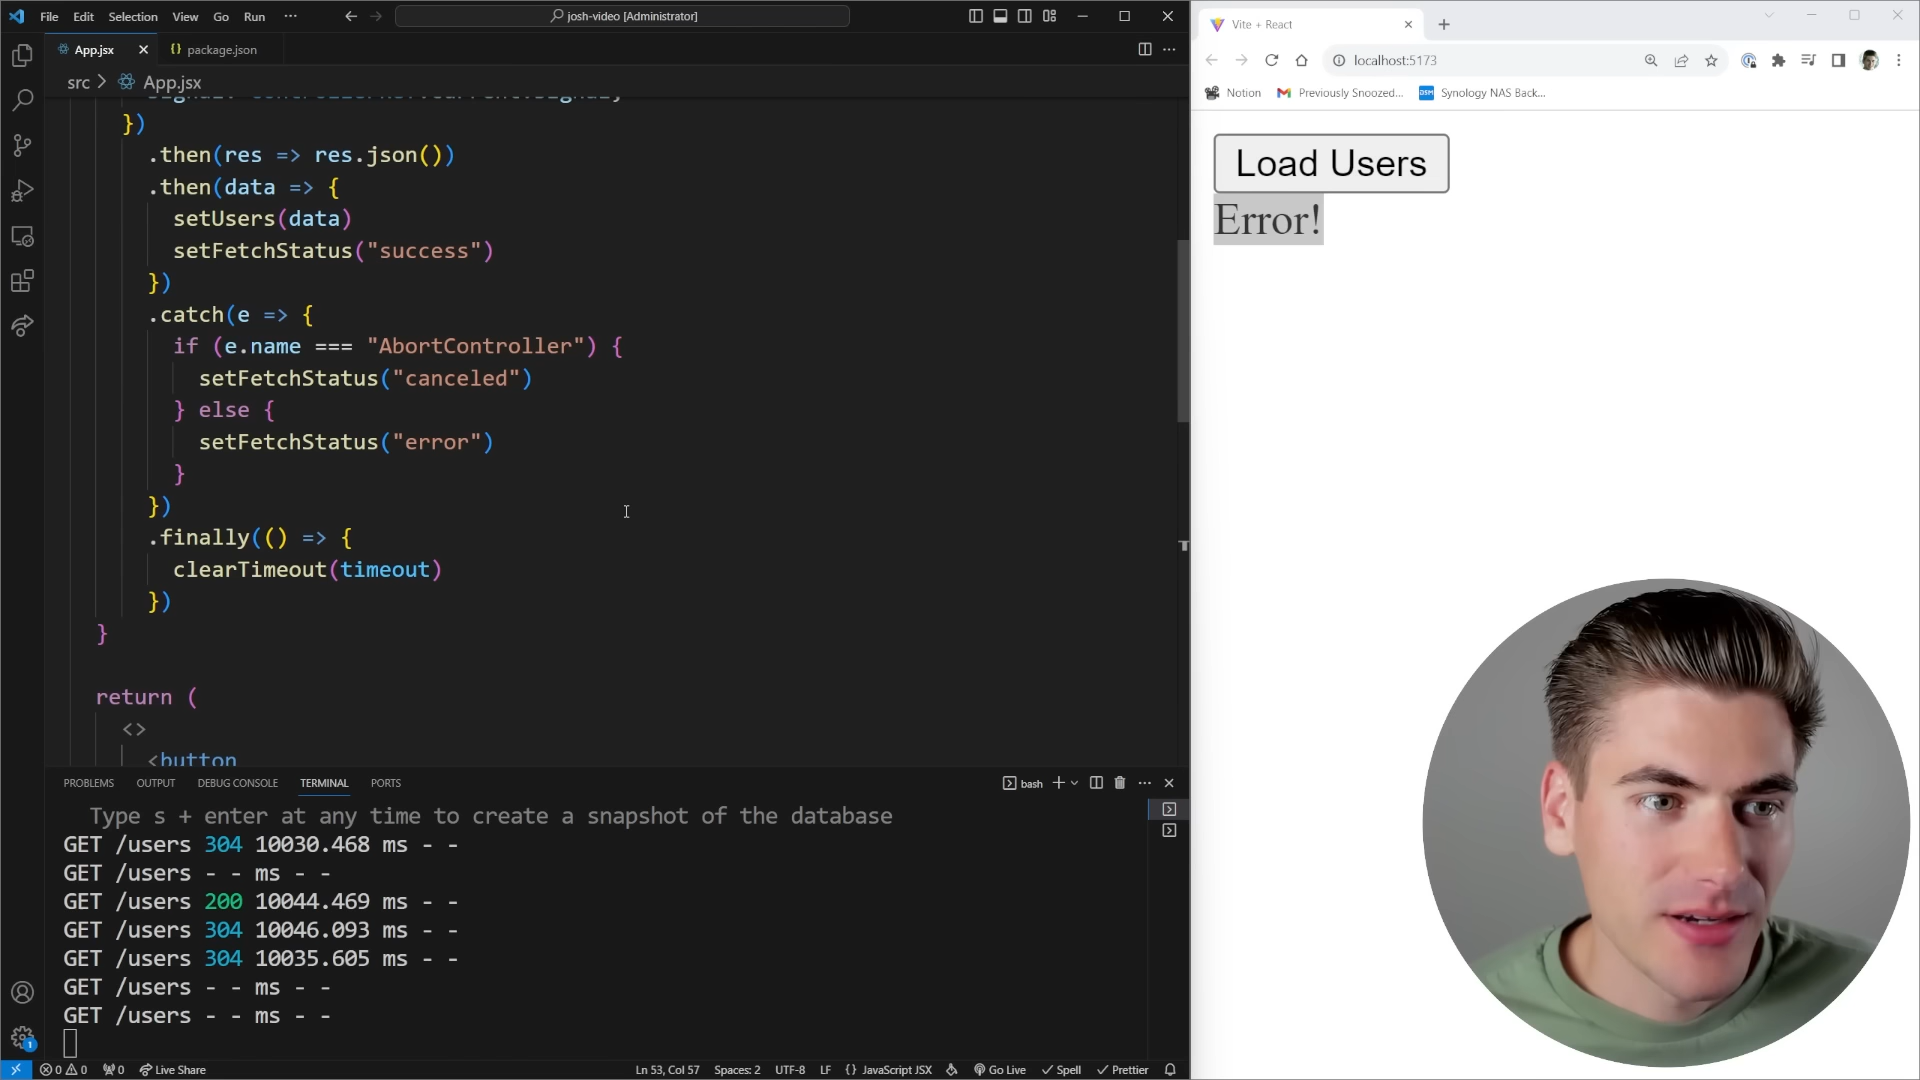 File Edit Selection View Go Run ··· josh-video [Administrator]
App.jsx {} package.json
src > App.jsx
})
.then(res => res.json())
.then(data => {
setUsers(data)
setFetchStatus("success")
})
.catch(e => {
if (e.name === "AbortController") {
setFetchStatus("canceled")
} else {
setFetchStatus("error")
}
})
.finally(() => {
clearTimeout(timeout)
})
}
return (
<>
<button
PROBLEMS OUTPUT DEBUG CONSOLE TERMINAL PORTS bash
Type s + enter at any time to create a snapshot of the database
GET /users 304 10030.468 ms - -
GET /users - - ms - -
GET /users 200 10044.469 ms - -
GET /users 304 10046.093 ms - -
GET /users 304 10035.605 ms - -
GET /users - - ms - -
GET /users - - ms - -
1
0 0 0 Live Share Ln 53, Col 57 Spaces: 2 UTF-8 LF {} JavaScript JSX Go Live Spell Prettier
Vite + React
localhost:5173
Notion Previously Snoozed... DSM Synology NAS Back...
Load Users
Error!